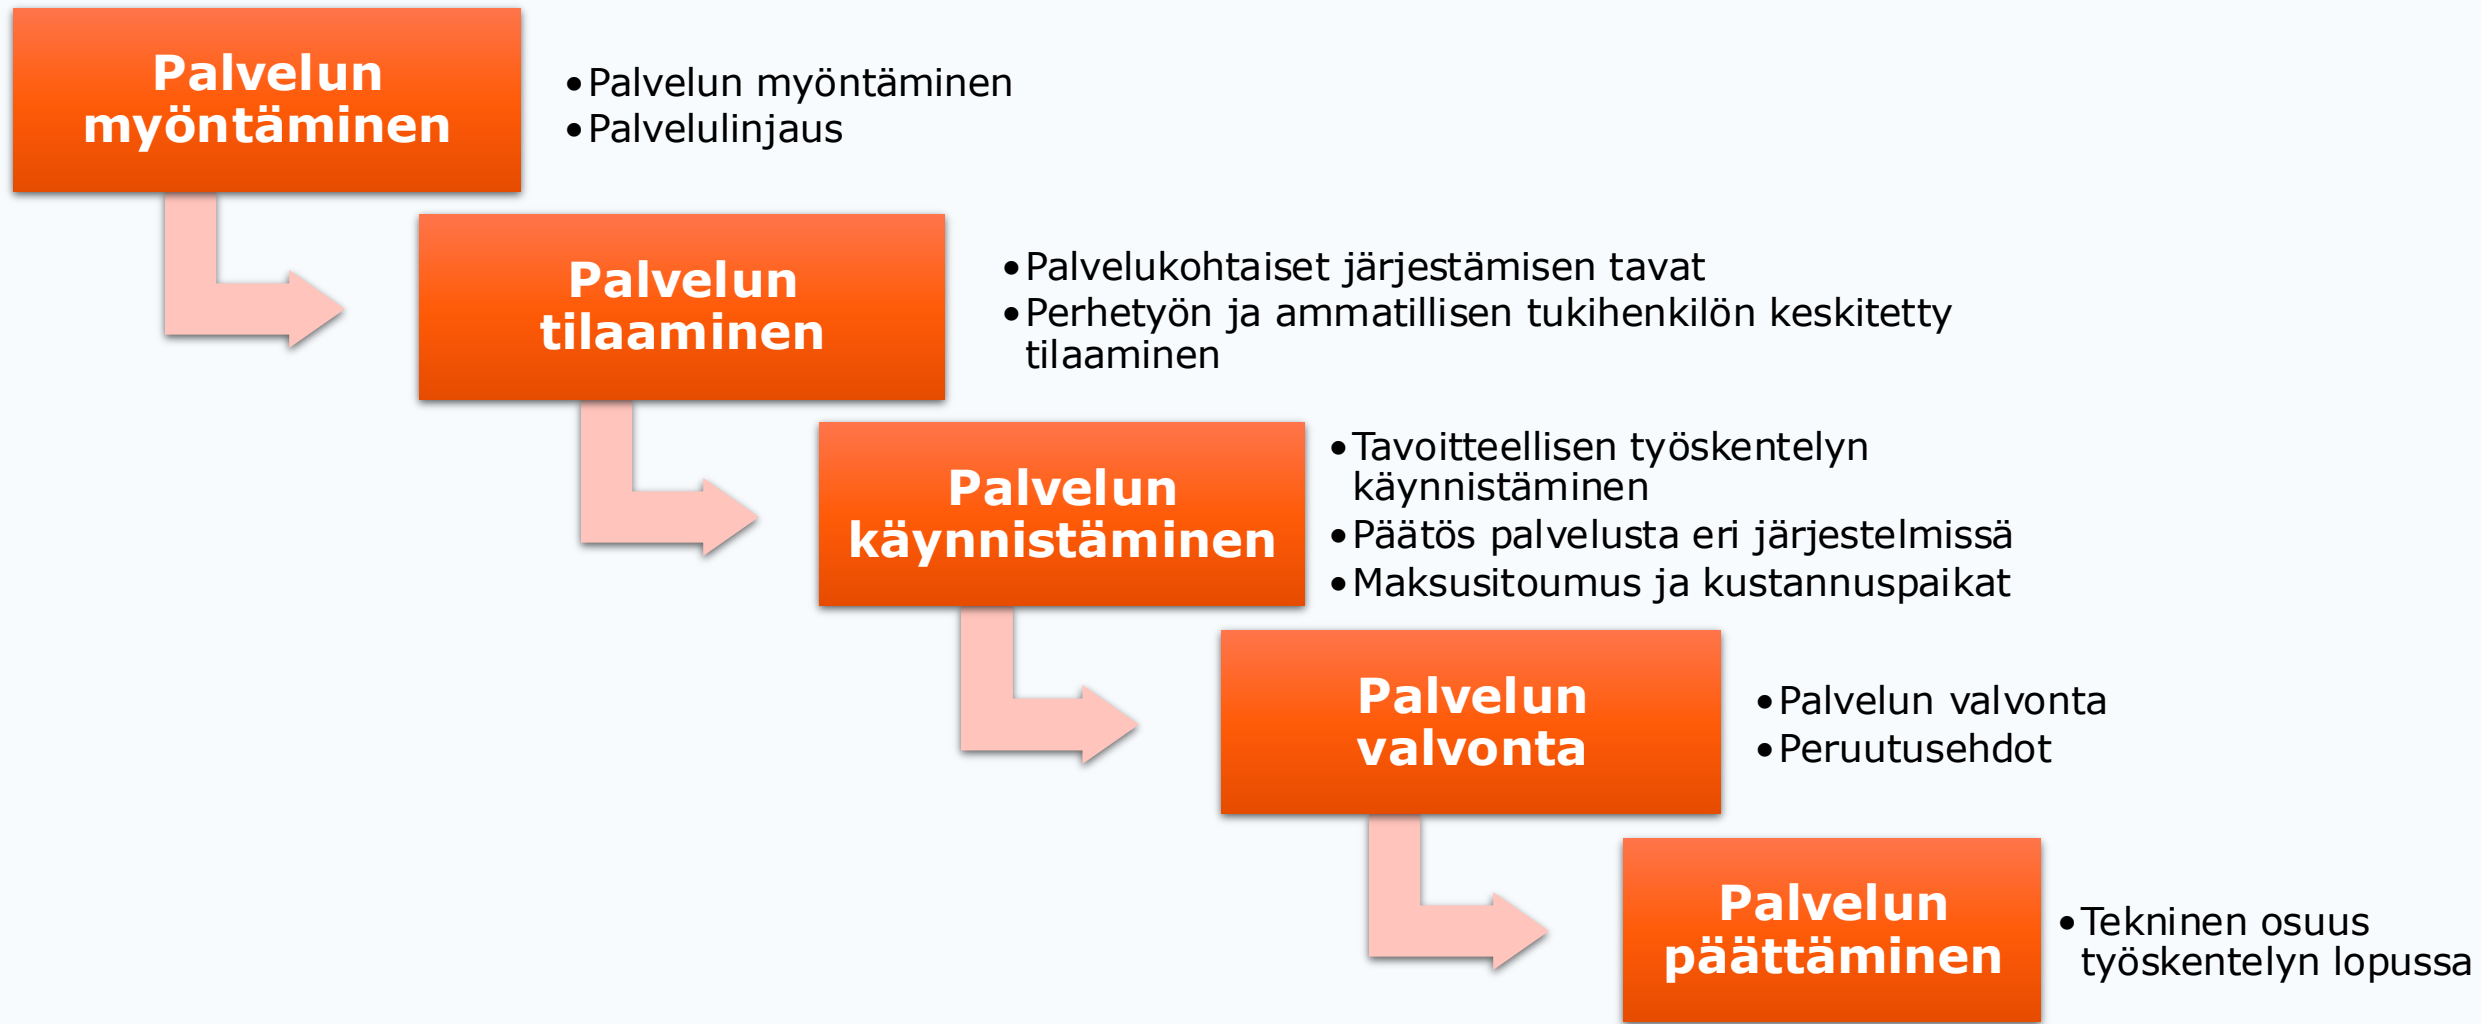 Palvelun
myöntäminen
•Palvelun myöntäminen
•Palvelulinjaus
Palvelun
tilaaminen
•Palvelukohtaiset järjestämisen tavat
•Perhetyön ja ammatillisen tukihenkilön keskitetty
tilaaminen
Palvelun
käynnistäminen
•Tavoitteellisen työskentelyn
käynnistäminen
•Päätös palvelusta eri järjestelmissä
•Maksusitoumus ja kustannuspaikat
Palvelun
valvonta
•Palvelun valvonta
•Peruutusehdot
Palvelun
päättäminen
•Tekninen osuus
työskentelyn lopussa